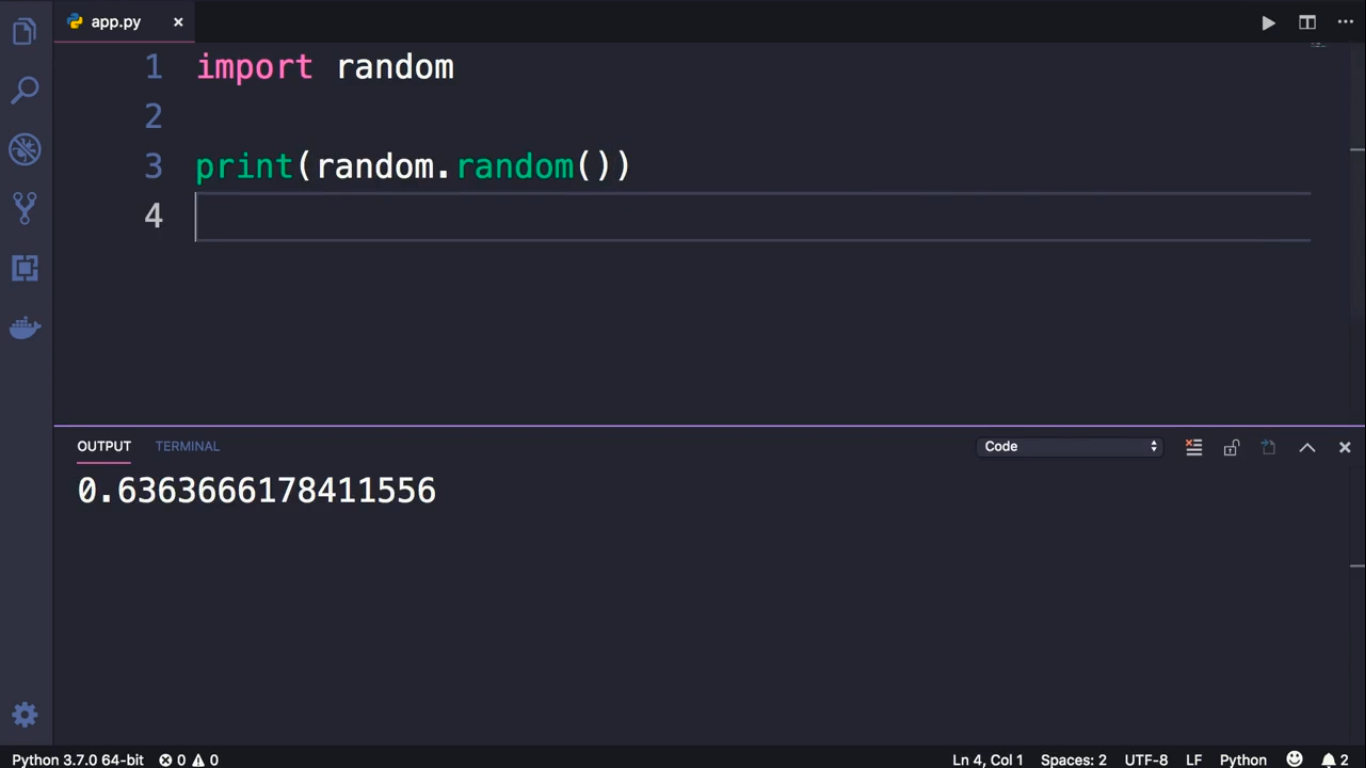 app.py
1 import random
2
3 print(random.random())
4
OUTPUT TERMINAL Code
0.6363666178411556
Python 3.7.0 64-bit 0 0 Ln 4, Col 1 Spaces: 2 UTF-8 LF Python 2